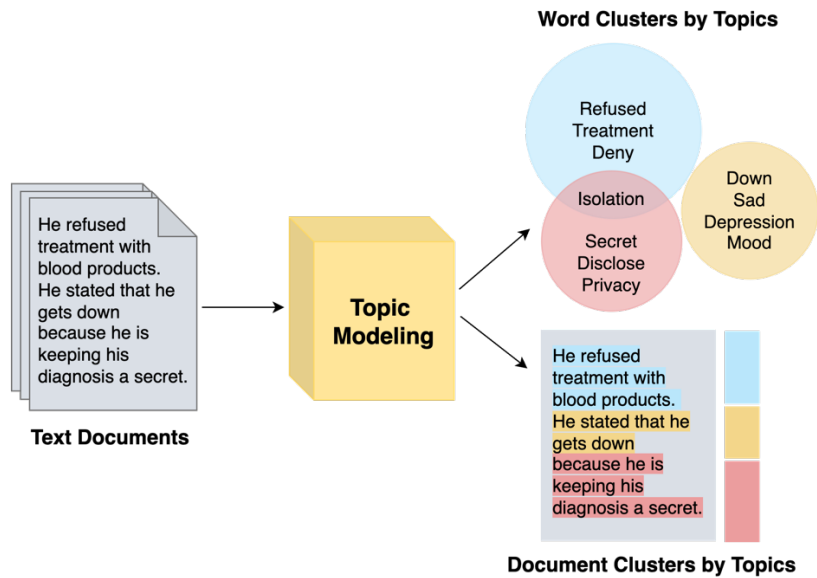 Word Clusters by Topics
Refused
Treatment
Deny
Isolation
Secret
Disclose
Privacy
Down
Sad
Depression
Mood
He refused
treatment with
blood products.
He stated that he
gets down
because he is
keeping his
diagnosis a secret.
Text Documents
Topic
Modeling
He refused
treatment with
blood products.
He stated that he
gets down
because he is
keeping his
diagnosis a secret.
Document Clusters by Topics